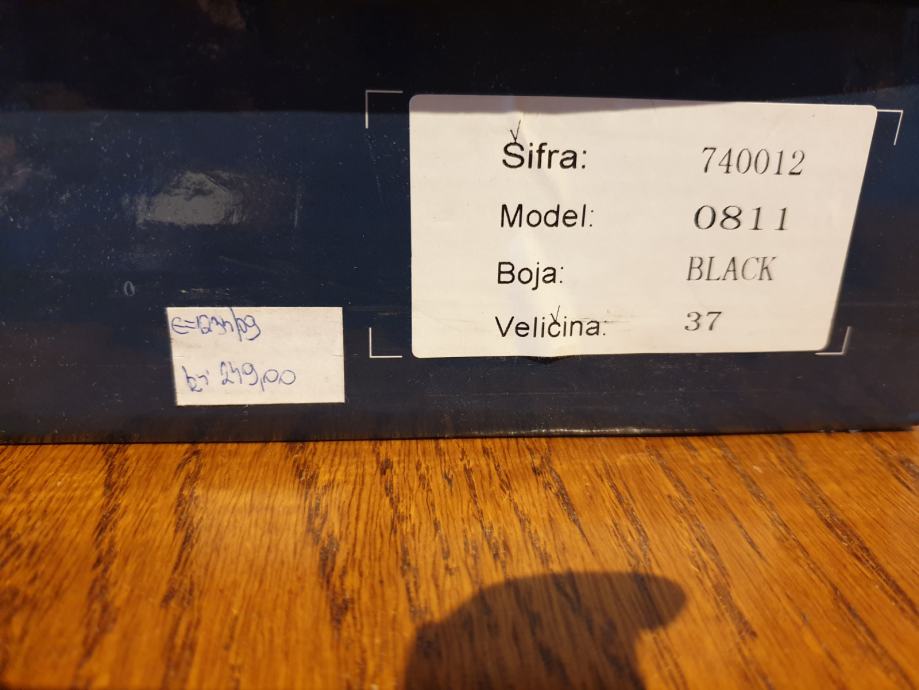 Šifra: 740012
Model: 0811
Boja: BLACK
Veličina: 37
249,00